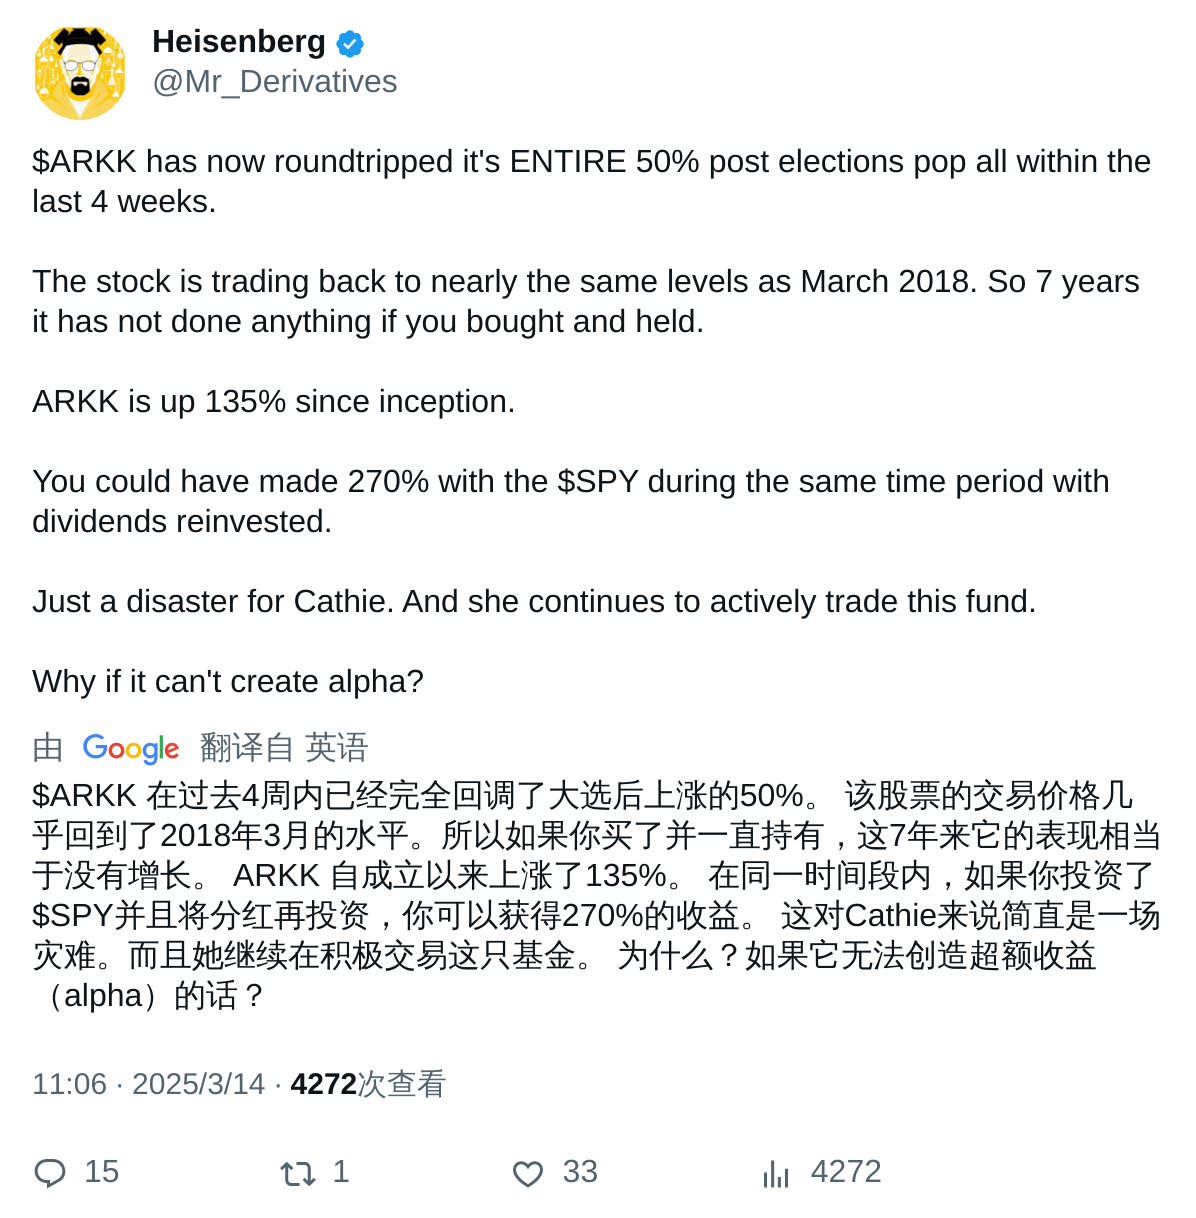 Heisenberg
@Mr_Derivatives
$ARKK has now roundtripped it's ENTIRE 50% post elections pop all within the
last 4 weeks.
The stock is trading back to nearly the same levels as March 2018. So 7 years
it has not done anything if you bought and held.
ARKK is up 135% since inception.
You could have made 270% with the $SPY during the same time period with
dividends reinvested.
Just a disaster for Cathie. And she continues to actively trade this fund.
Why if it can't create alpha?
由 Google 翻译自 英语
$ARKK 在过去4周内已经完全回调了大选后上涨的50%。 该股票的交易价格几
乎回到了2018年3月的水平。所以如果你买了并一直持有，这7年来它的表现相当
于没有增长。 ARKK 自成立以来上涨了135%。 在同一时间段内，如果你投资了
$SPY并且将分红再投资，你可以获得270%的收益。 这对Cathie来说简直是一场
灾难。而且她继续在积极交易这只基金。 为什么？如果它无法创造超额收益
（alpha）的话？
11:06 · 2025/3/14 · 4272次查看
15 1 33 4272